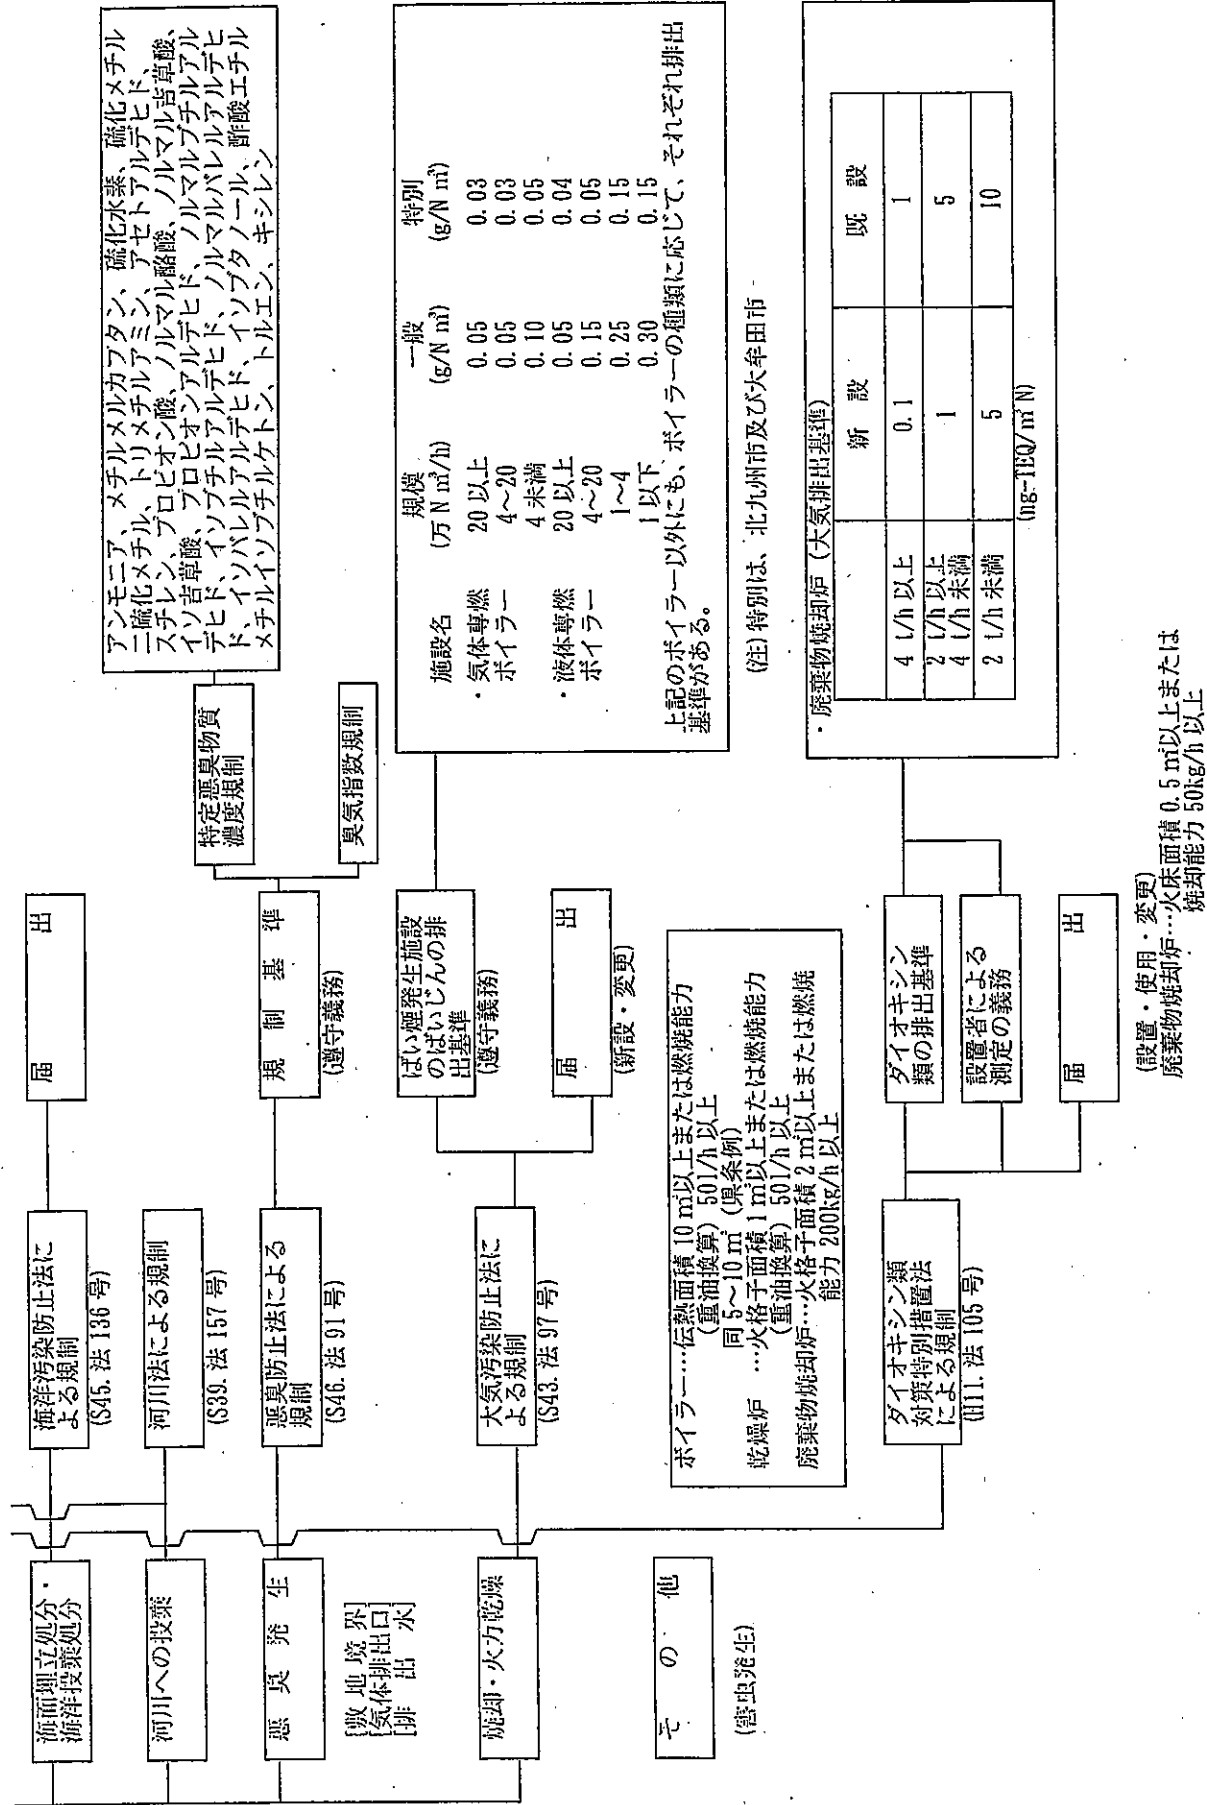 海面埋立処分・
海洋投棄処分
海洋汚染防止法に
よる規制
(S45. 法 136 号)
届出
河川への投棄
河川法による規制
(S39. 法 157 号)
悪臭発生
[敷地境界]
[気体排出口]
[排出水]
悪臭防止法による
規制
(S46. 法 91 号)
規制基準
(遵守義務)
特定悪臭物質
濃度規制
臭気指数規制
アンモニア、メチルメルカプタン、硫化水素、硫化メチル
二硫化メチル、トリメチルアミン、アセトアルデヒド、
スチレン、プロピオン酸、ノルマル酪酸、ノルマル吉草酸、
イソ吉草酸、プロピオンアルデヒド、ノルマルブチルアル
デヒド、イソブチルアルデヒド、ノルマルバレルアルデヒ
ド、イソバレルアルデヒド、イソブタノール、酢酸エチル
メチルイソブチルケトン、トルエン、キシレン
焼却・火力乾燥
大気汚染防止法に
よる規制
(S43. 法 97 号)
ばい煙発生施設
のばいじんの排
出基準
(遵守義務)
届出
(新設・変更)
施設名 規模 一般 特別
(万N㎥/h) (g/N㎥) (g/N㎥)
・気体専燃 20以上 0.05 0.03
ボイラー 4～20 0.05 0.03
4未満 0.10 0.05
・液体専燃 20以上 0.05 0.04
ボイラー 4～20 0.15 0.05
1～4 0.25 0.15
1以下 0.30 0.15
上記のボイラー以外にも、ボイラーの種類に応じて、それぞれ排出
基準がある。
(注) 特別は、北九州市及び大牟田市
その他
(害虫発生)
ボイラー…伝熱面積10㎡以上または燃焼能力
(重油換算) 50l/h以上
同 5～10㎡ (県条例)
乾燥炉 …火格子面積1㎡以上または燃焼能力
(重油換算) 50l/h以上
廃棄物焼却炉…火格子面積2㎡以上または燃焼
能力200kg/h以上
ダイオキシン類
対策特別措置法
による規制
(H11. 法 105 号)
ダイオキシン
類の排出基準
設置者による
測定の義務
届出
(設置・使用・変更)
廃棄物焼却炉…火床面積0.5㎡以上または
焼却能力50kg/h以上
・廃棄物焼却炉 (大気排出基準)
新設 既設
4 t/h以上 0.1 1
2 t/h以上
4 t/h未満 1 5
2 t/h未満 5 10
(ng-TEQ/㎥N)